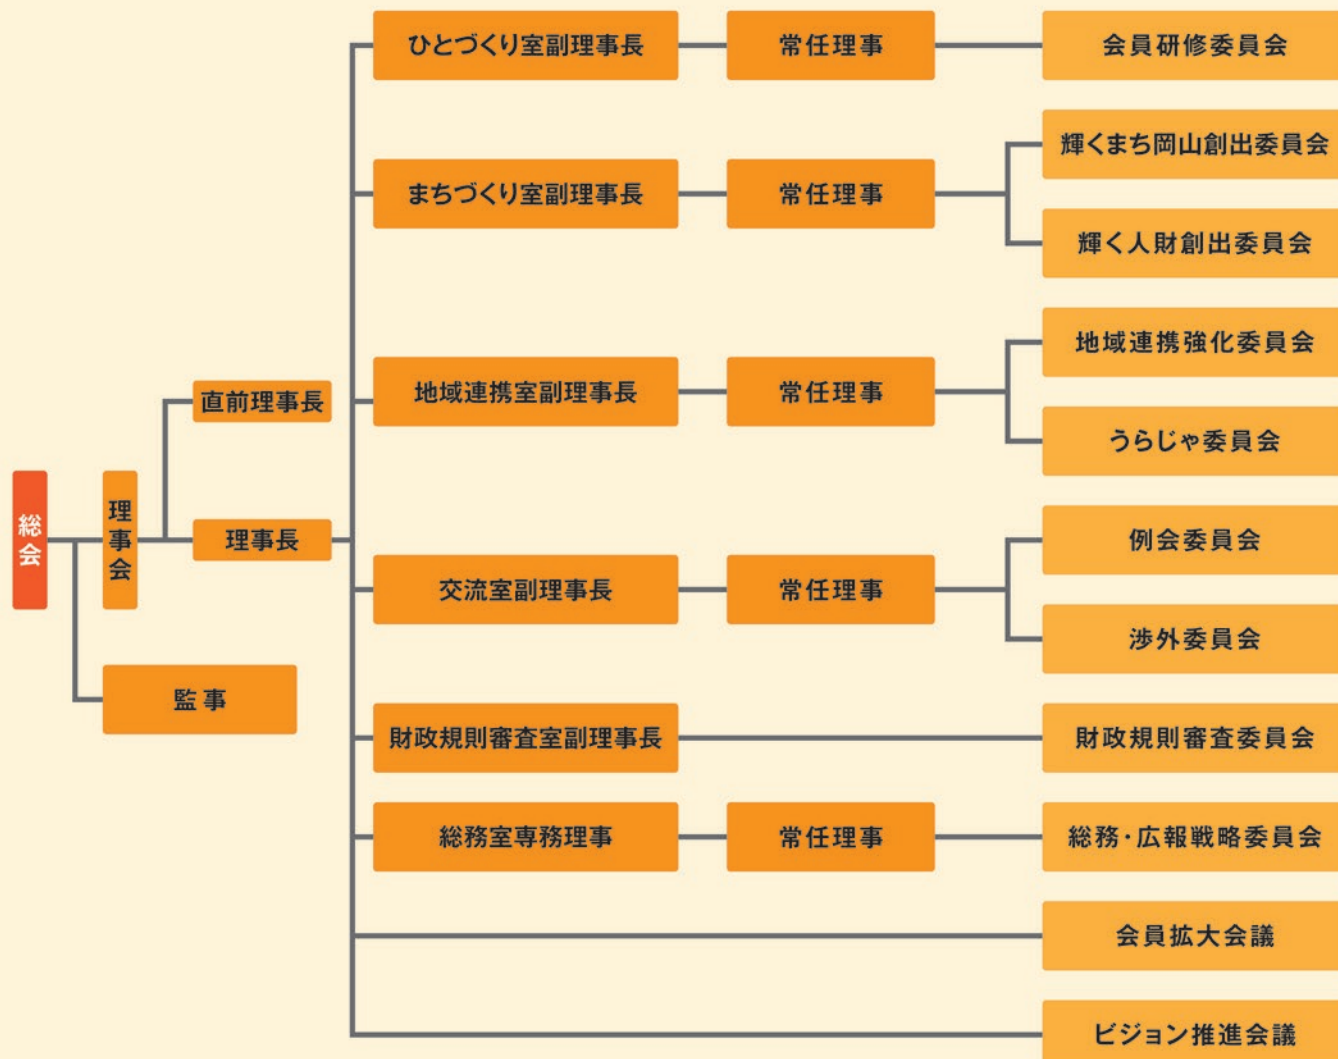 総会
理事会
監事
直前理事長
理事長
ひとづくり室副理事長
常任理事
会員研修委員会
まちづくり室副理事長
常任理事
輝くまち岡山創出委員会
輝く人財創出委員会
地域連携室副理事長
常任理事
地域連携強化委員会
うらじゃ委員会
交流室副理事長
常任理事
例会委員会
渉外委員会
財政規則審査室副理事長
財政規則審査委員会
総務室専務理事
常任理事
総務・広報戦略委員会
会員拡大会議
ビジョン推進会議